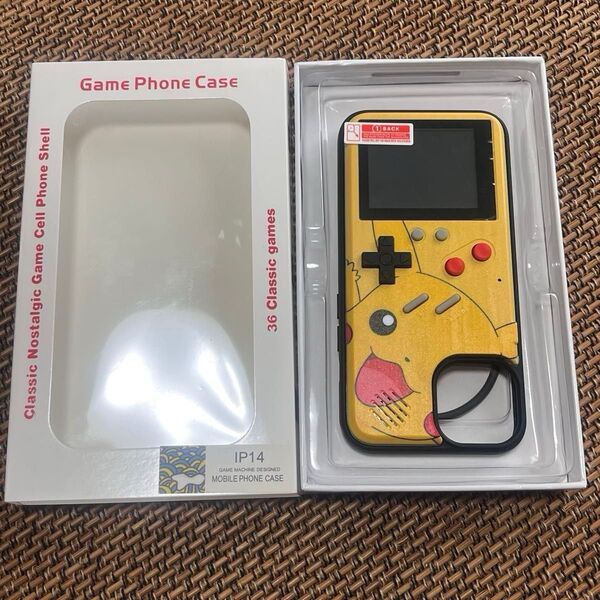 Game Phone Case
Classic Nostalgic Game Cell Phone Shell
36 Classic games
IP14
GAME MACHINE DESIGNED
MOBILE PHONE CASE
1 BACK